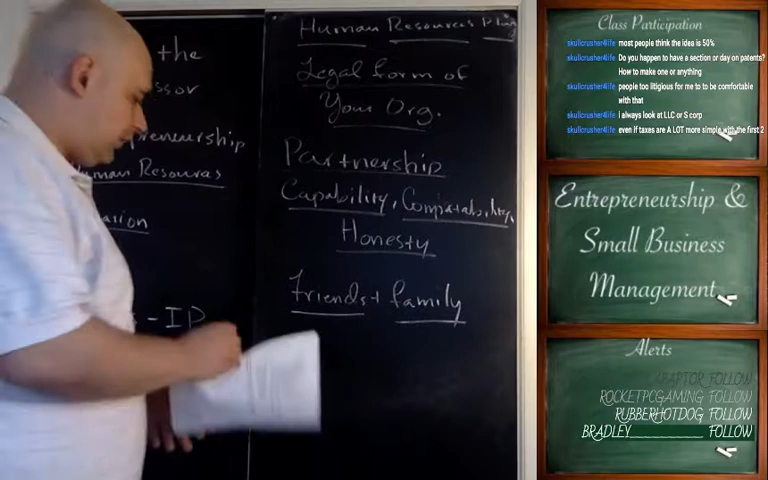 the
ssor
preneurship
uman Resources
ation
- IP
Human Resources Plan
Legal form of
Your Org.
Partnership
Capability, Compatability,
Honesty
Friends + family
Class Participation
skullcrusher4life most people think the idea is 50%
skullcrusher4life Do you happen to have a section or day on patents?
How to make one or anything
skullcrusher4life people too litigious for me to to be comfortable
with that
skullcrusher4life I always look at LLC or S corp
skullcrusher4life even if taxes are A LOT more simple with the first 2
Entrepreneurship &
Small Business
Management
Alerts
RAPTOR FOLLOW
ROCKETPCGAMING FOLLOW
RUBBERHOTDOG FOLLOW
BRADLEY____________ FOLLOW